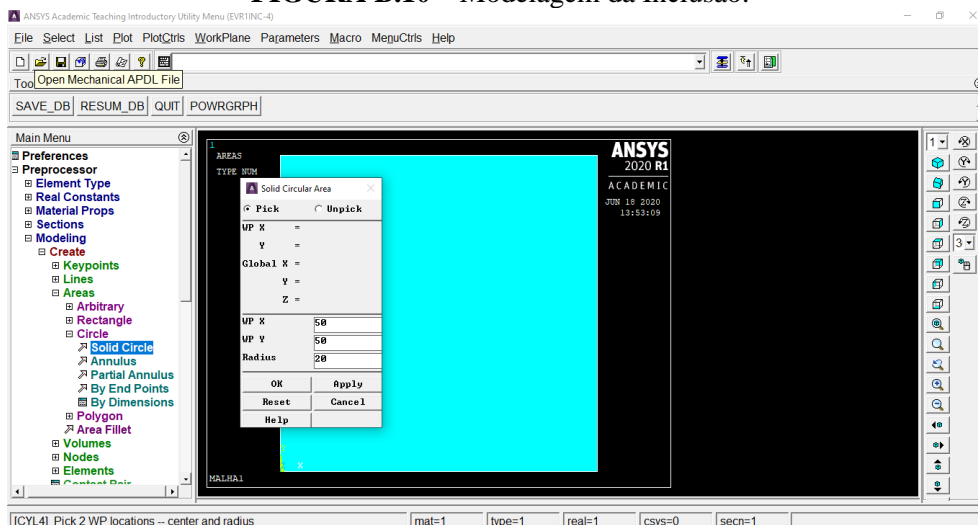 FIGURA B.10 – Modelagem da Inclusão.
ANSYS Academic Teaching Introductory Utility Menu (EVR1INC-4)
File Select List Plot PlotCtrls WorkPlane Parameters Macro MenuCtrls Help
Open Mechanical APDL File
Too
SAVE_DB RESUM_DB QUIT POWRGRPH
Main Menu
Preferences
Preprocessor
Element Type
Real Constants
Material Props
Sections
Modeling
Create
Keypoints
Lines
Areas
Arbitrary
Rectangle
Circle
Solid Circle
Annulus
Partial Annulus
By End Points
By Dimensions
Polygon
Area Fillet
Volumes
Nodes
Elements
Contact Pair
1
AREAS
TYPE NUM
ANSYS
2020 R1
ACADEMIC
JUN 18 2020
13:53:09
Solid Circular Area
Pick Unpick
WP X =
Y =
Global X =
Y =
Z =
WP X 50
WP Y 50
Radius 20
OK Apply
Reset Cancel
Help
X
MALHA1
1
3
[CYL4] Pick 2 WP locations -- center and radius mat=1 type=1 real=1 csys=0 secn=1